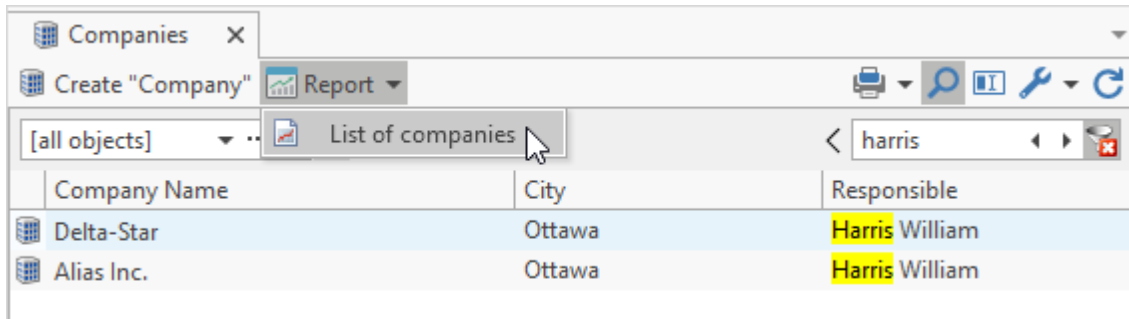 Companies
Create "Company" Report
List of companies
[all objects] harris
Company Name City Responsible
Delta-Star Ottawa Harris William
Alias Inc. Ottawa Harris William